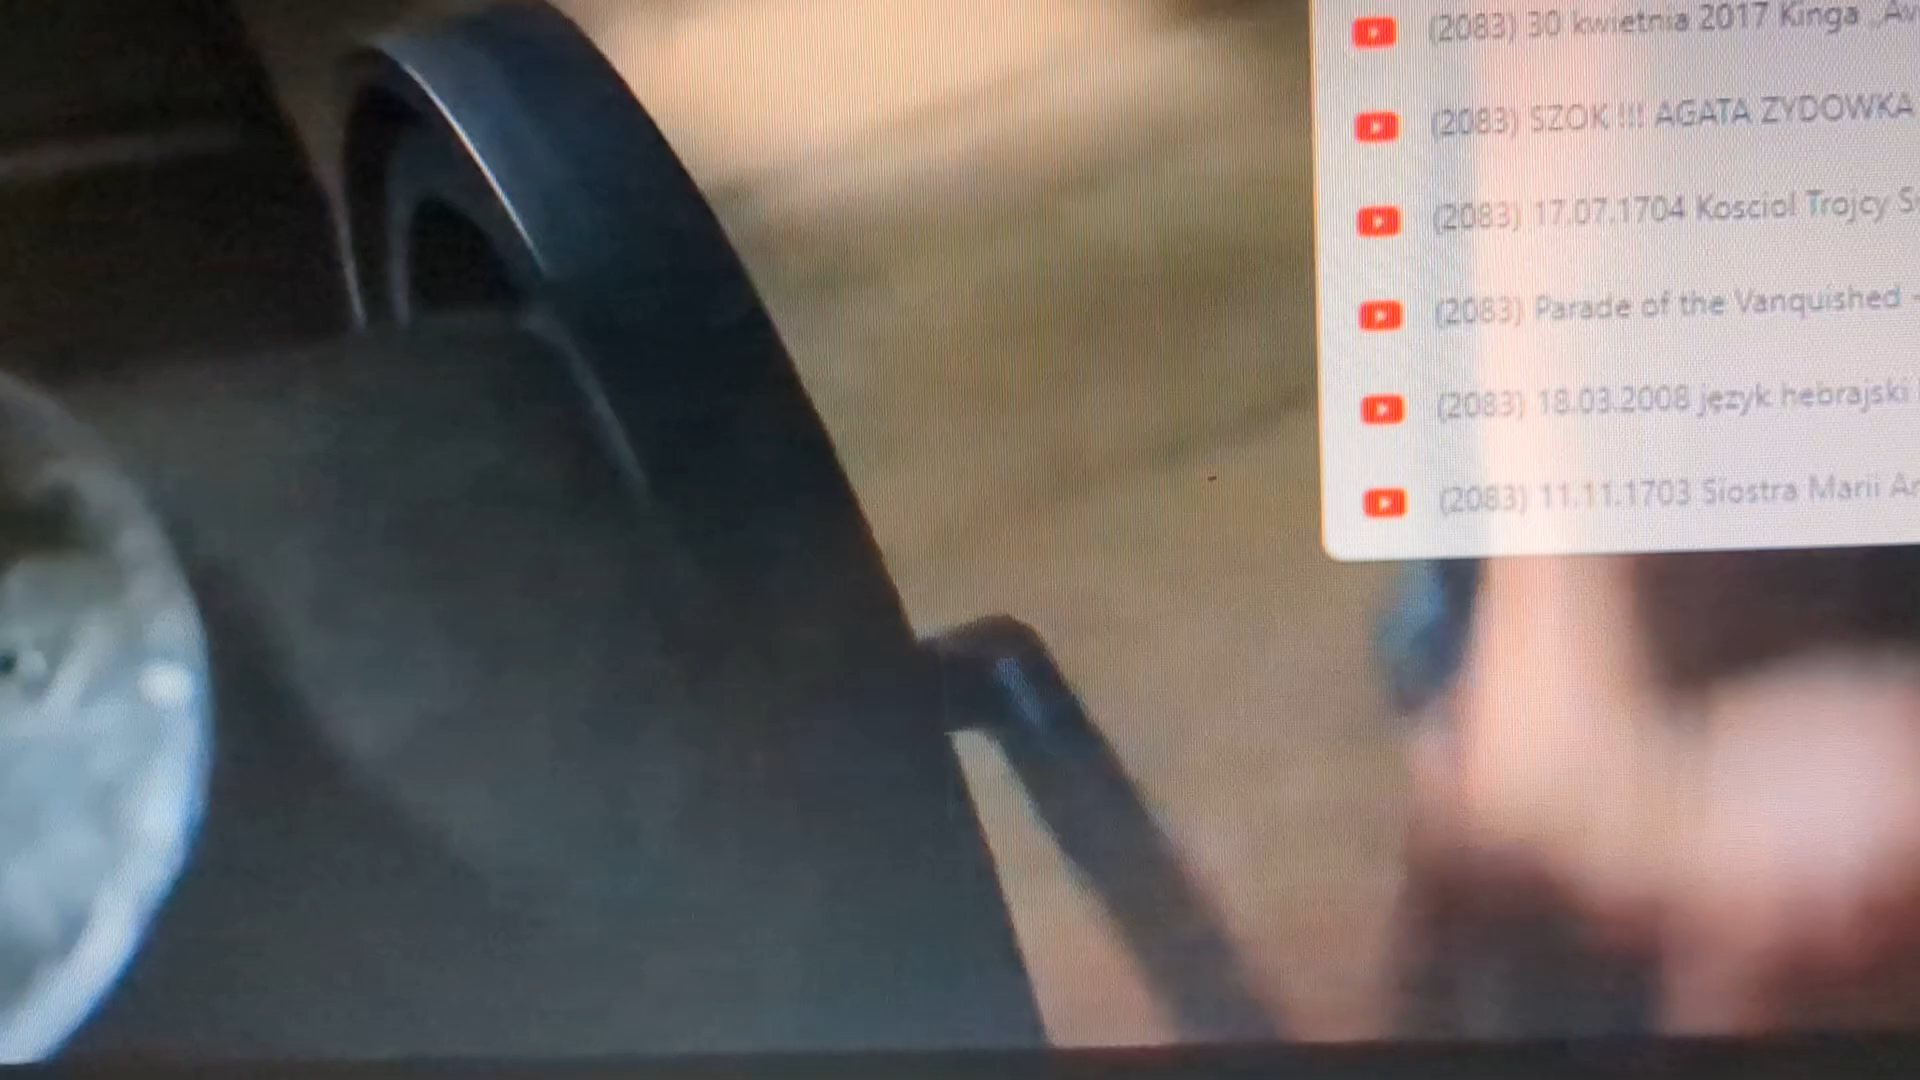 (2083) 30 kwietnia 2017 Kinga „Av
(2083) SZOK !!! AGATA ZYDOWKA
(2083) 17.07.1704 Kosciol Trojcy S
(2083) Parade of the Vanquished -
(2083) 18.03.2008 język hebrajski
(2083) 11.11.1703 Siostra Marii A